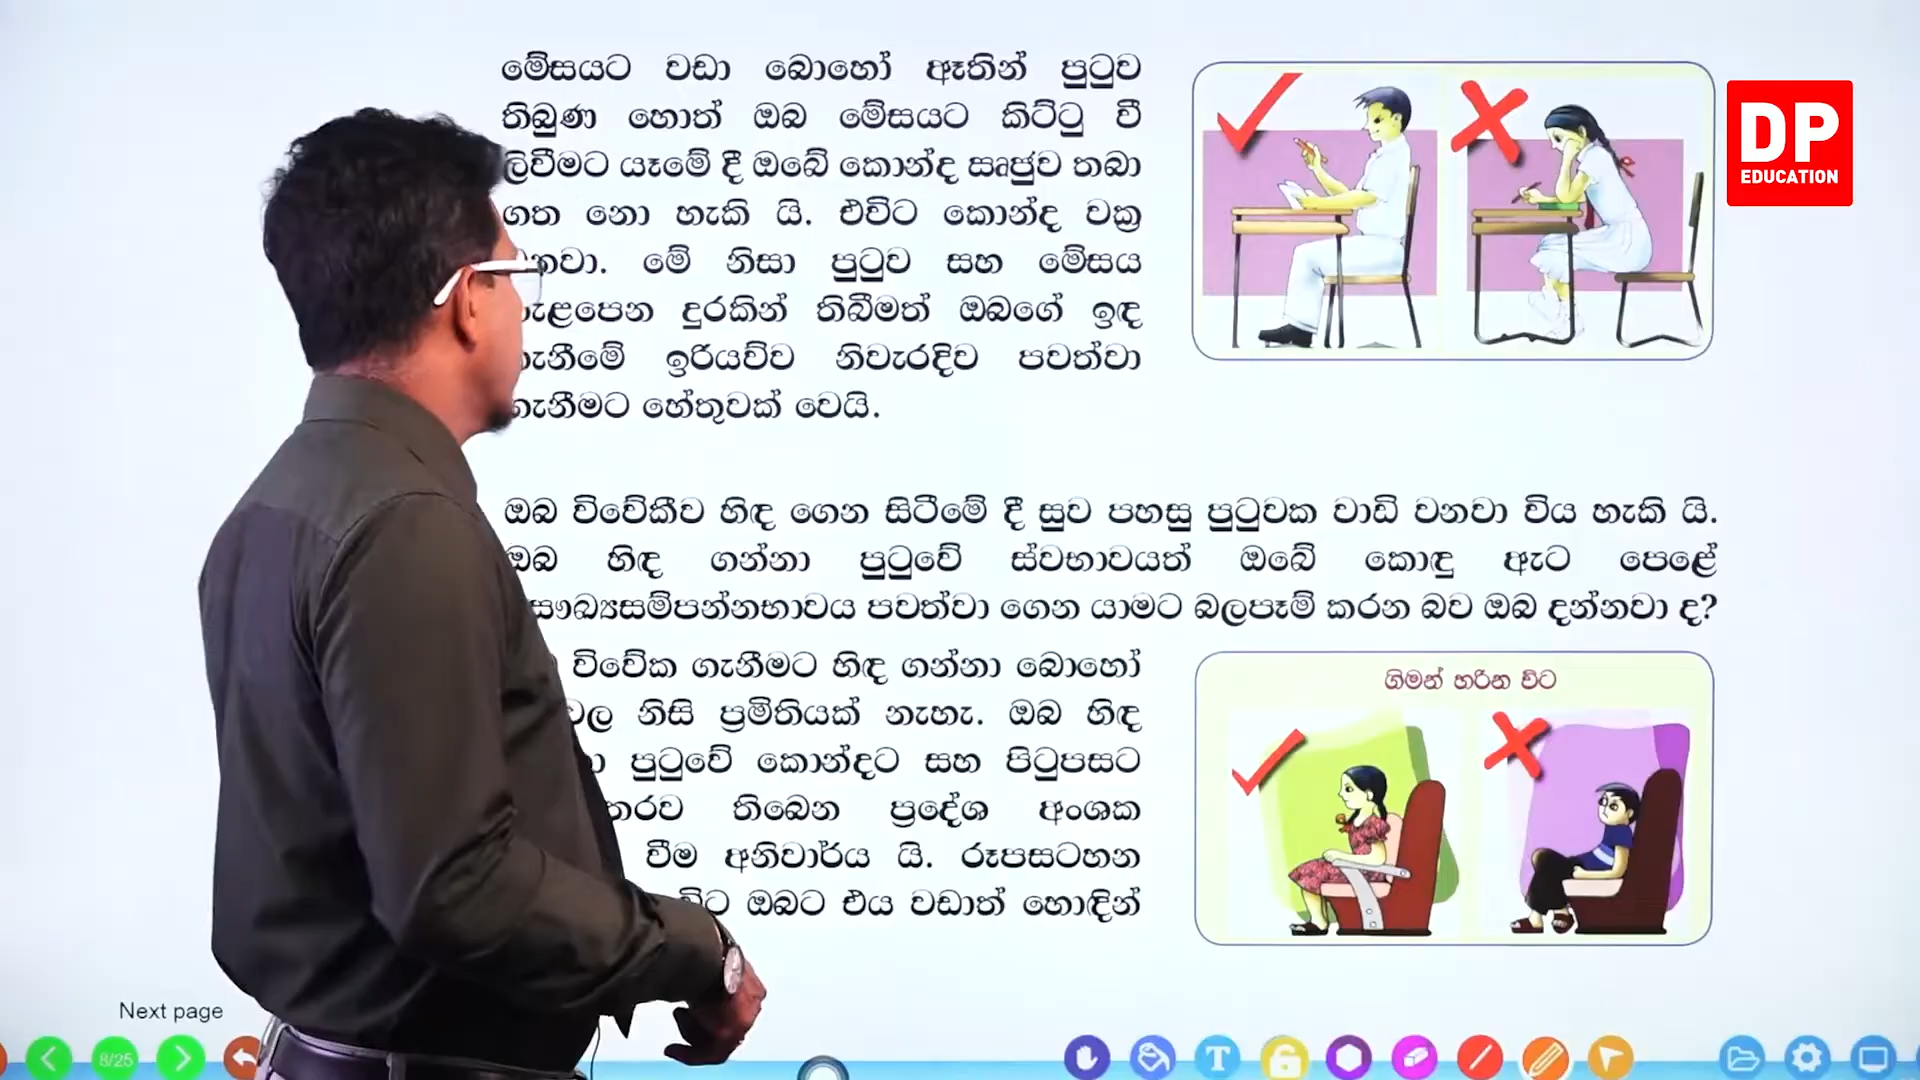 මේසයට වඩා බොහෝ ඈතින් පුටුව
තිබුණ හොත් ඔබ මේසයට කිට්ටු වී
ලිවීමට යෑමේ දී ඔබේ කොන්ද ඍජුව තබා
ගත නො හැකි යි. එවිට කොන්ද වක්‍ර
මේ නිසා පුටුව සහ මේසය
දුරකින් තිබීමත් ඔබගේ ඉඳ
ඉරියව්ව නිවැරදිව පවත්වා
හේතුවක් වෙයි.
ඔබ විවේකීව හිඳ ගෙන සිටීමේ දී සුව පහසු පුටුවක වාඩි වනවා විය හැකි යි.
ඔබ හිඳ ගන්නා පුටුවේ ස්වභාවයත් ඔබේ කොඳු ඇට පෙළේ
සෞඛ්‍යසම්පන්නභාවය පවත්වා ගෙන යාමට බලපෑම් කරන බව ඔබ දන්නවා ද?
විවේක ගැනීමට හිඳ ගන්නා බොහෝ
නිසි ප්‍රමිතියක් නැහැ. ඔබ හිඳ
පුටුවේ කොන්දට සහ පිටුපසට
තිබෙන ප්‍රදේශ අංශක
වීම අනිවාර්ය යි. රූපසටහන
ඔබට එය වඩාත් හොඳින්
ගිමන් හරින විට
DP
EDUCATION
Next page
8/25